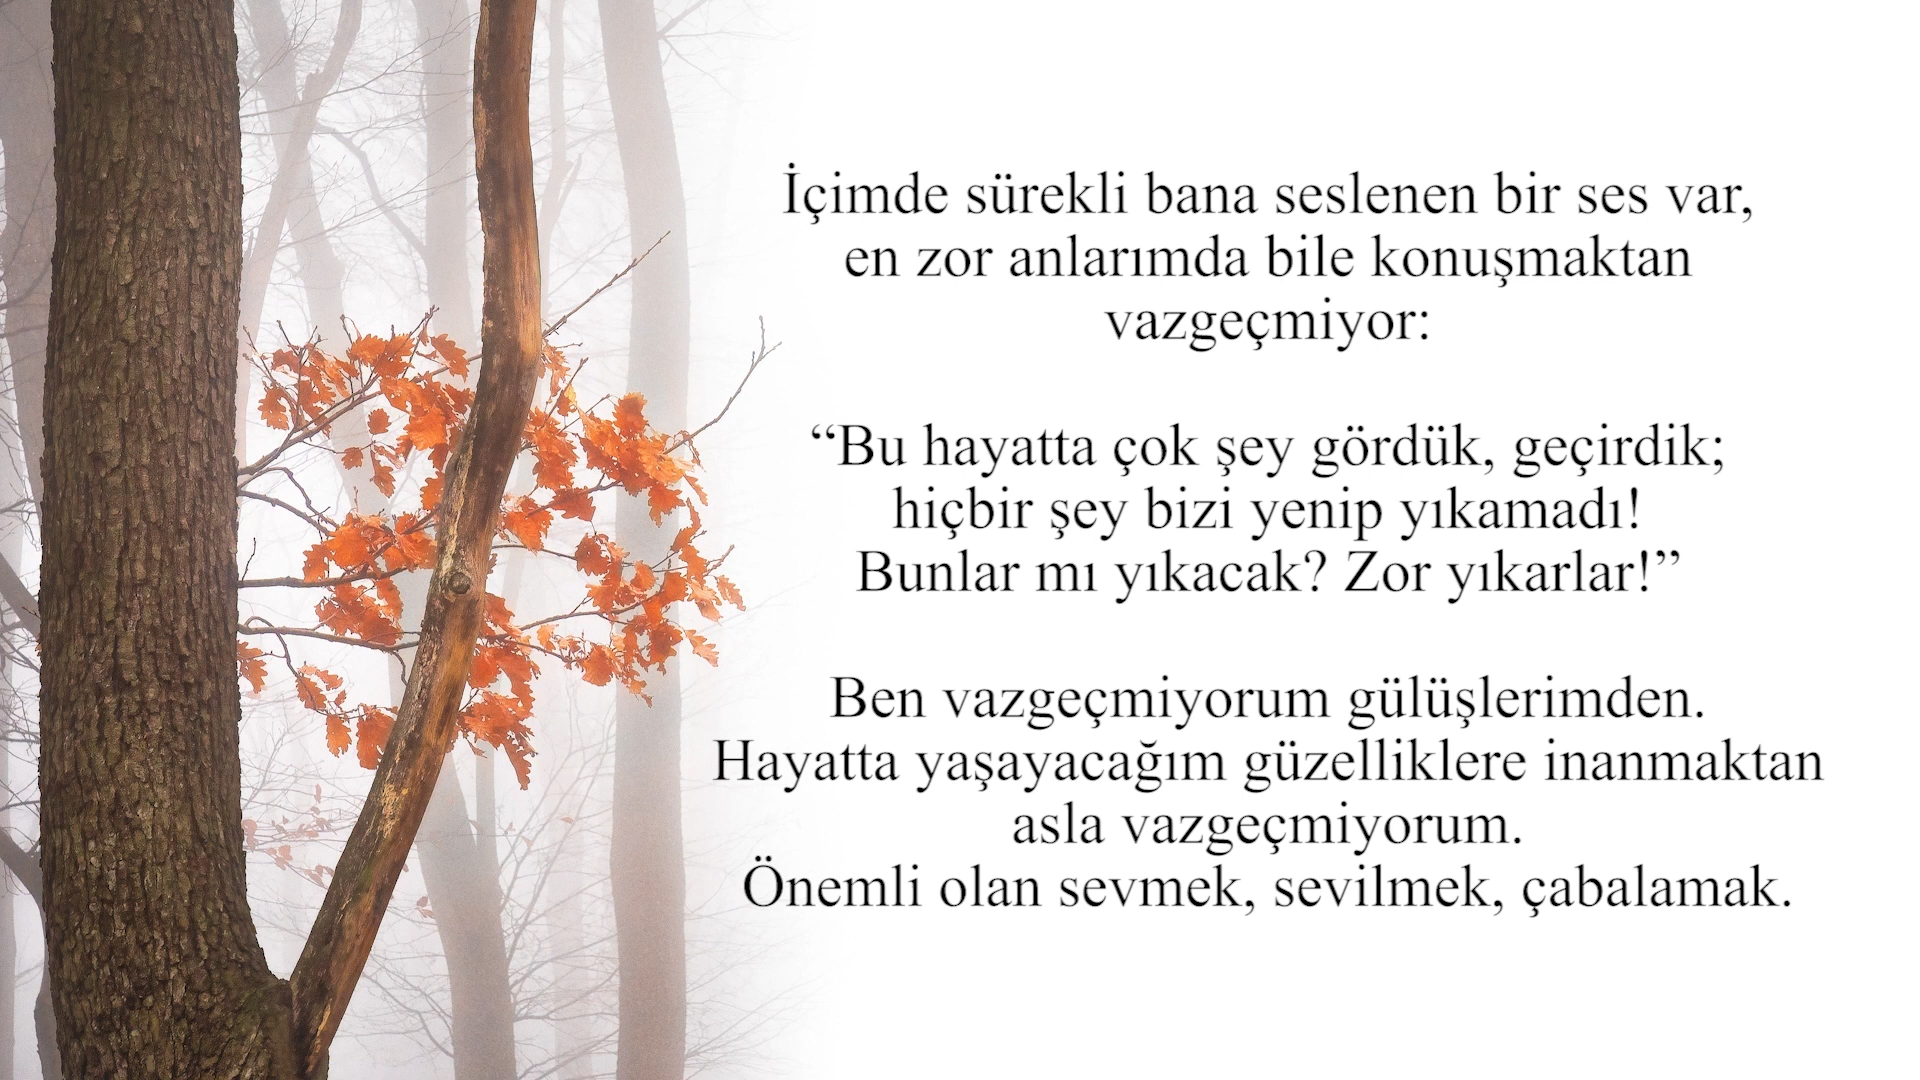 İçimde sürekli bana seslenen bir ses var,
en zor anlarımda bile konuşmaktan
vazgeçmiyor:
“Bu hayatta çok şey gördük, geçirdik;
hiçbir şey bizi yenip yıkamadı!
Bunlar mı yıkacak? Zor yıkarlar!”
Ben vazgeçmiyorum gülüşlerimden.
Hayatta yaşayacağım güzelliklere inanmaktan
asla vazgeçmiyorum.
Önemli olan sevmek, sevilmek, çabalamak.